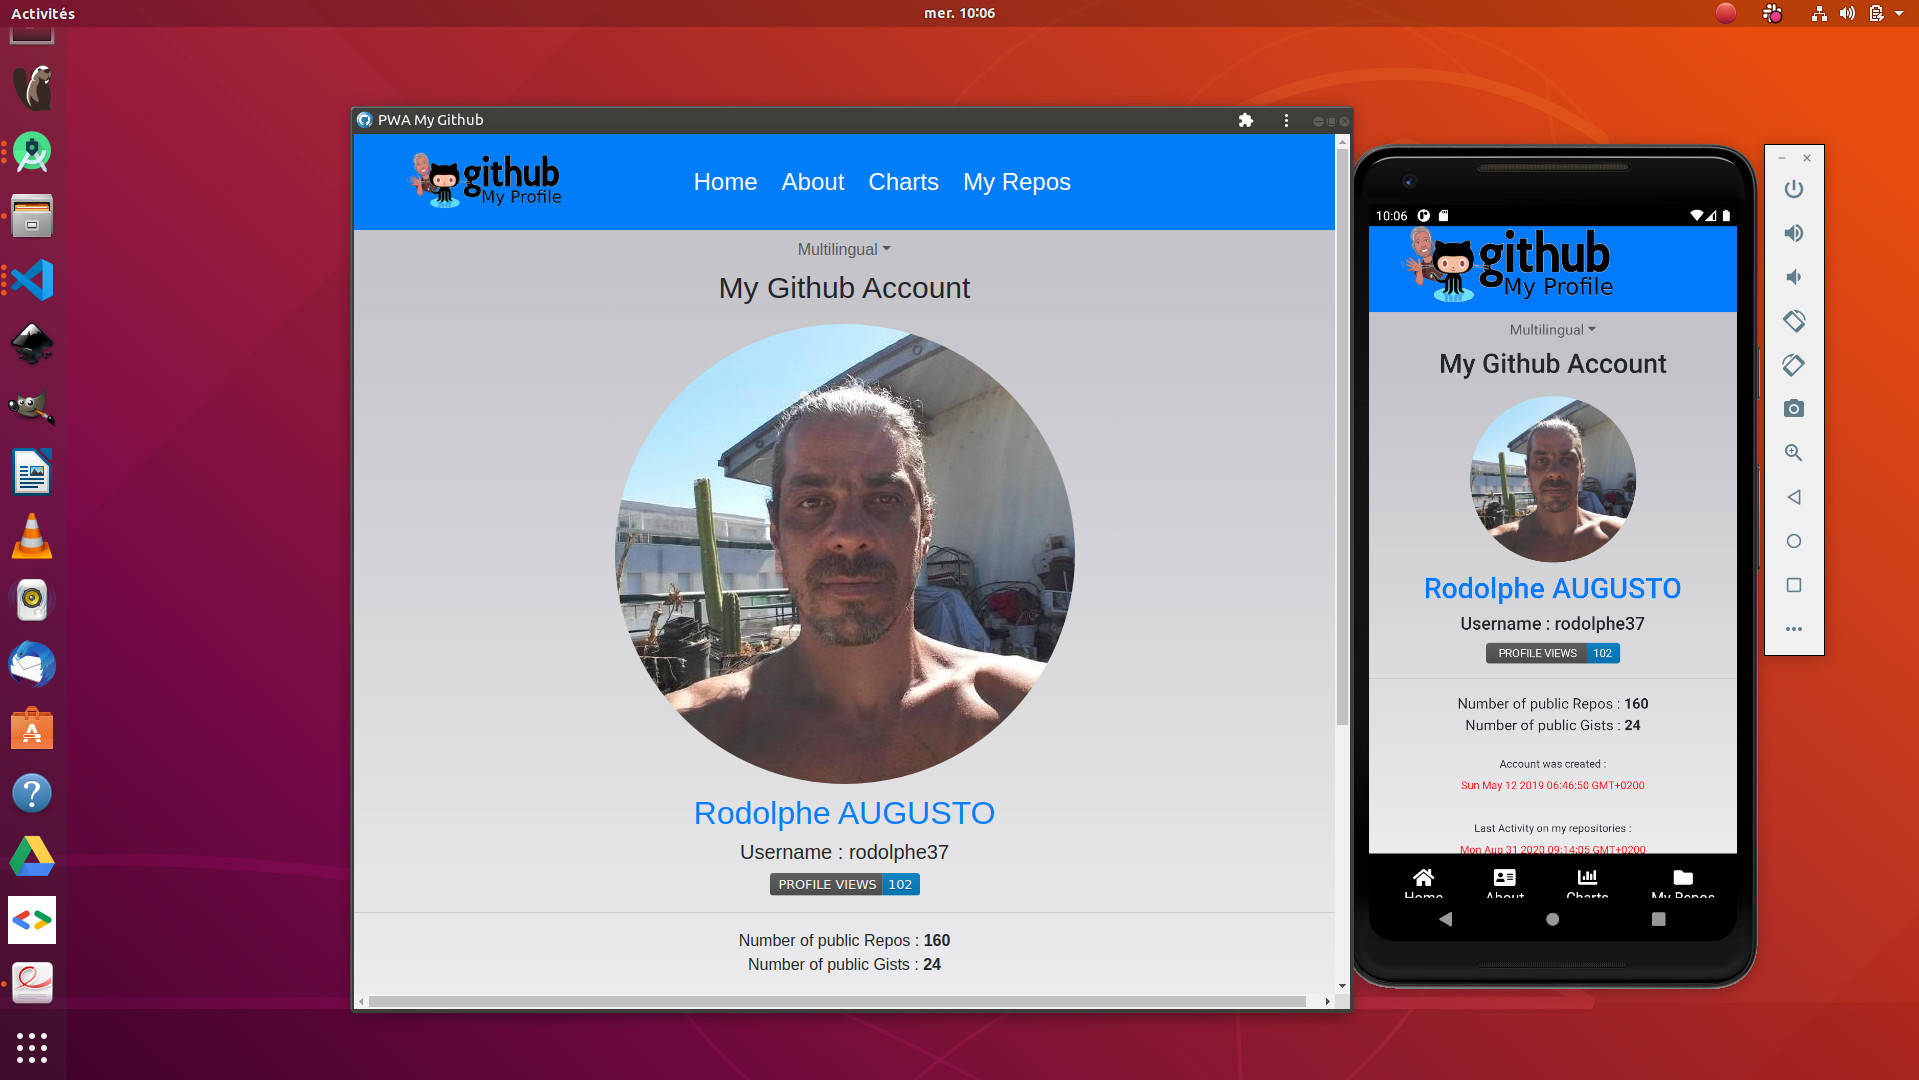 Activités
mer. 10:06
PWA My Github
github
My Profile
Home
About
Charts
My Repos
Multilingual
My Github Account
Rodolphe AUGUSTO
Username : rodolphe37
PROFILE VIEWS 102
Number of public Repos : 160
Number of public Gists : 24
10:06
github
My Profile
Multilingual
My Github Account
Rodolphe AUGUSTO
Username : rodolphe37
PROFILE VIEWS 102
Number of public Repos : 160
Number of public Gists : 24
Account was created :
Sun May 12 2019 06:46:50 GMT+0200
Last Activity on my repositories :
Mon Aug 31 2020 09:14:05 GMT+0200
Home
About
Charts
My Repos